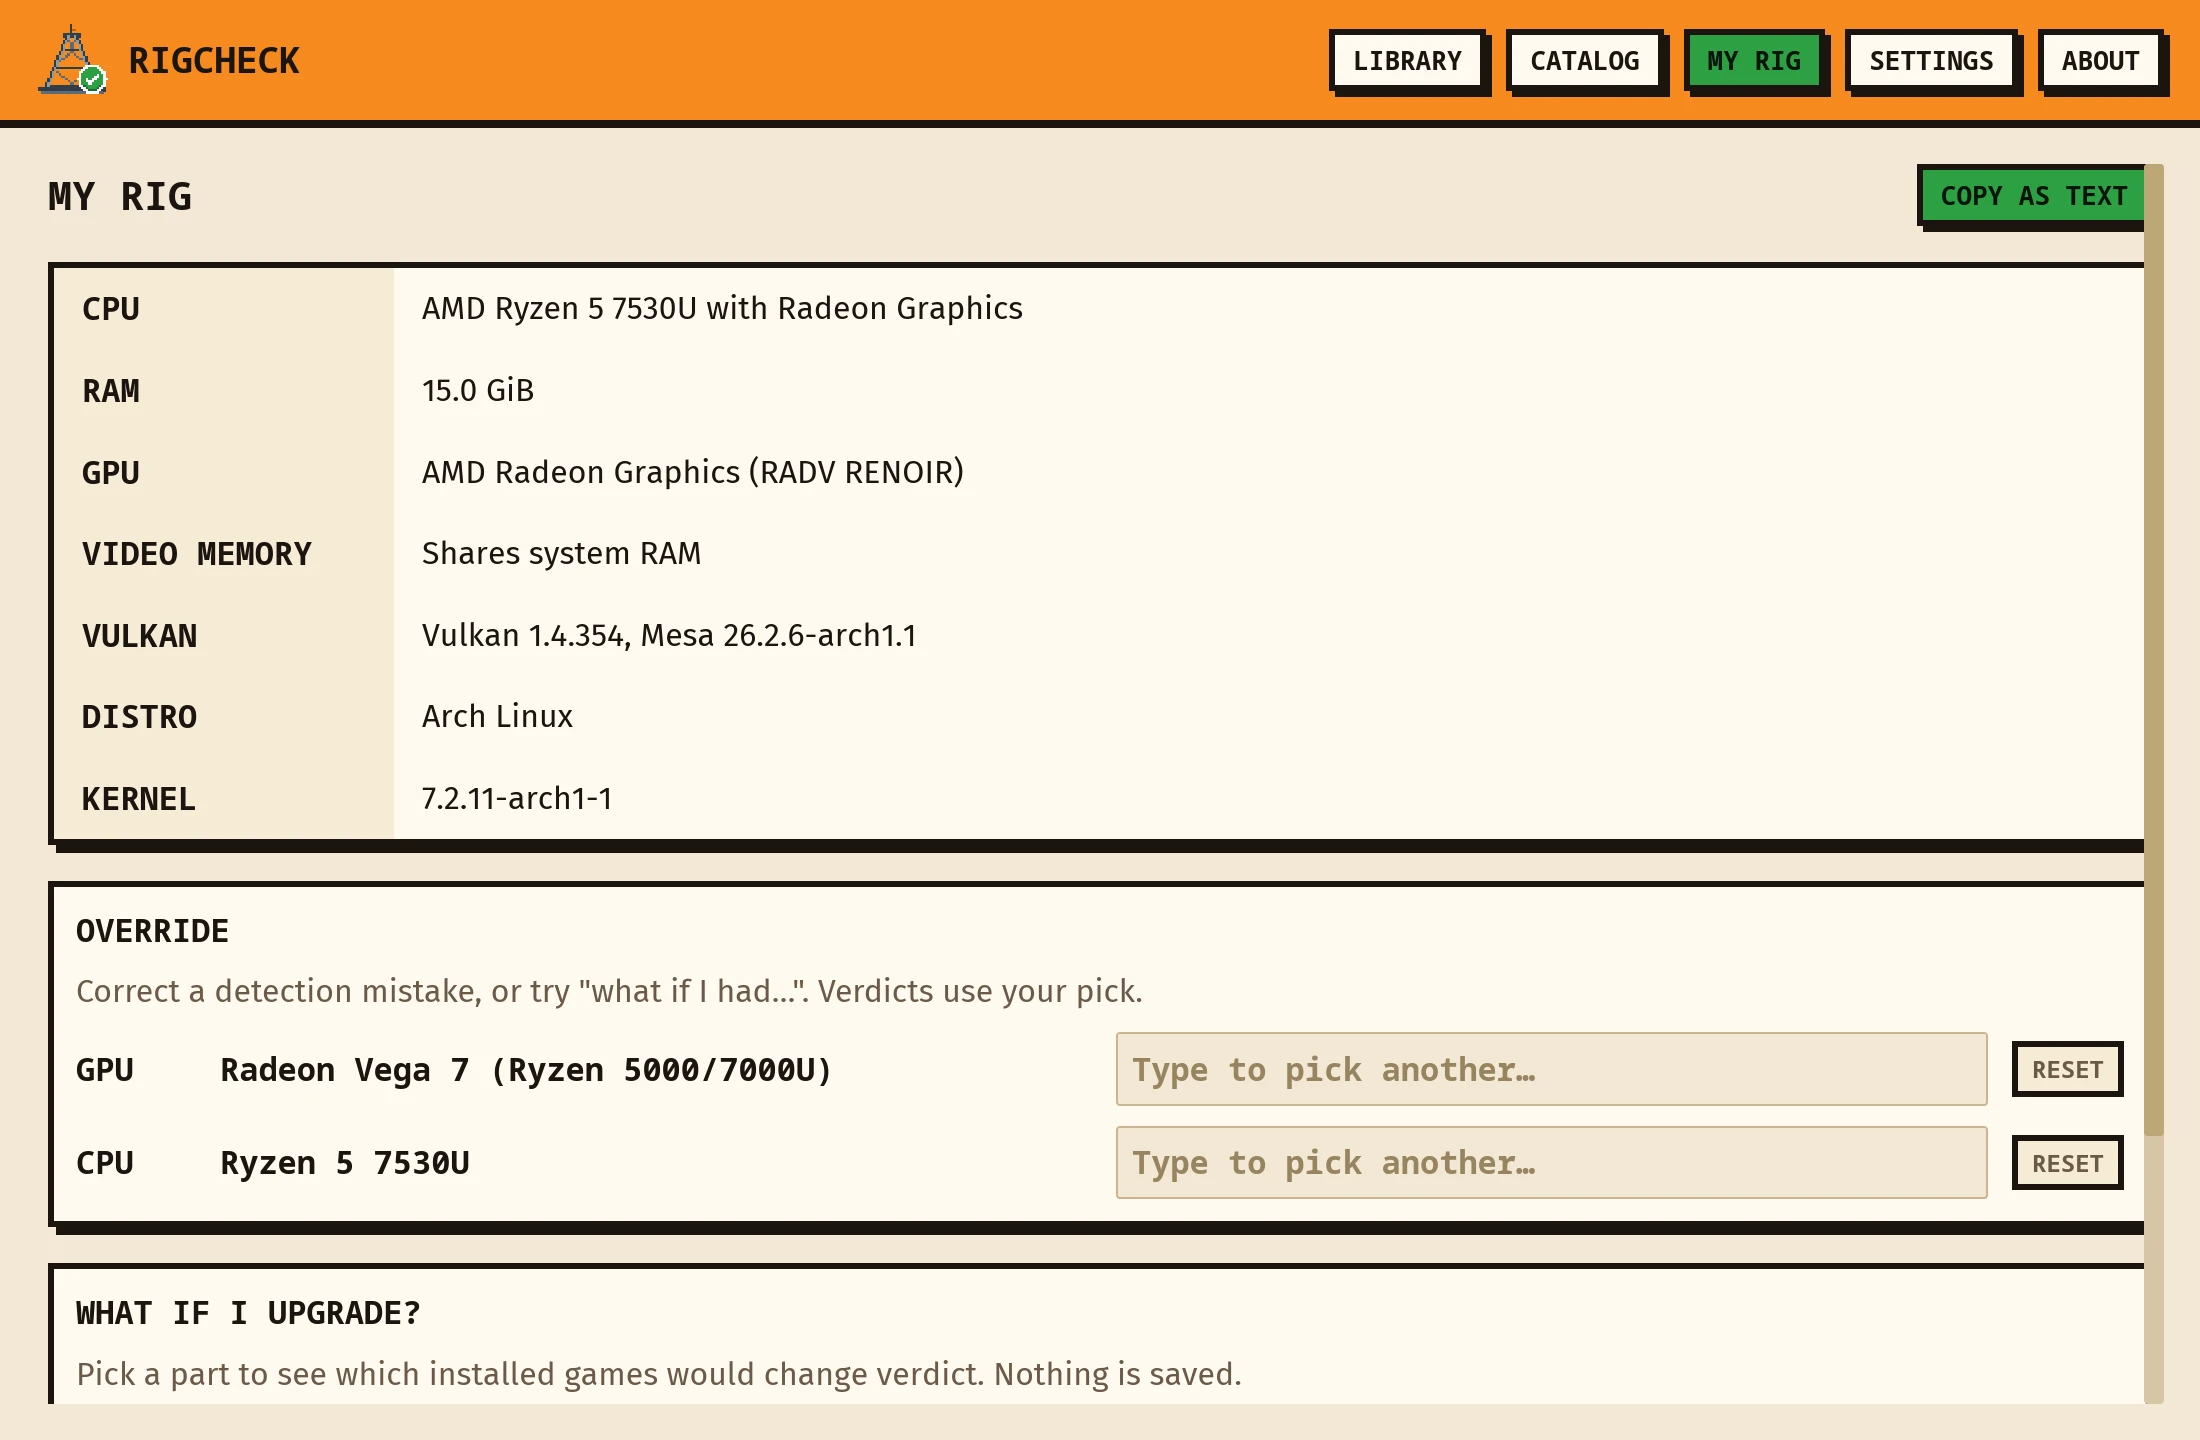 RIGCHECK
LIBRARY
CATALOG
MY RIG
SETTINGS
ABOUT
MY RIG
COPY AS TEXT
CPU AMD Ryzen 5 7530U with Radeon Graphics
RAM 15.0 GiB
GPU AMD Radeon Graphics (RADV RENOIR)
VIDEO MEMORY Shares system RAM
VULKAN Vulkan 1.4.354, Mesa 26.2.6-arch1.1
DISTRO Arch Linux
KERNEL 7.2.11-arch1-1
OVERRIDE
Correct a detection mistake, or try "what if I had...". Verdicts use your pick.
GPU Radeon Vega 7 (Ryzen 5000/7000U) Type to pick another… RESET
CPU Ryzen 5 7530U Type to pick another… RESET
WHAT IF I UPGRADE?
Pick a part to see which installed games would change verdict. Nothing is saved.